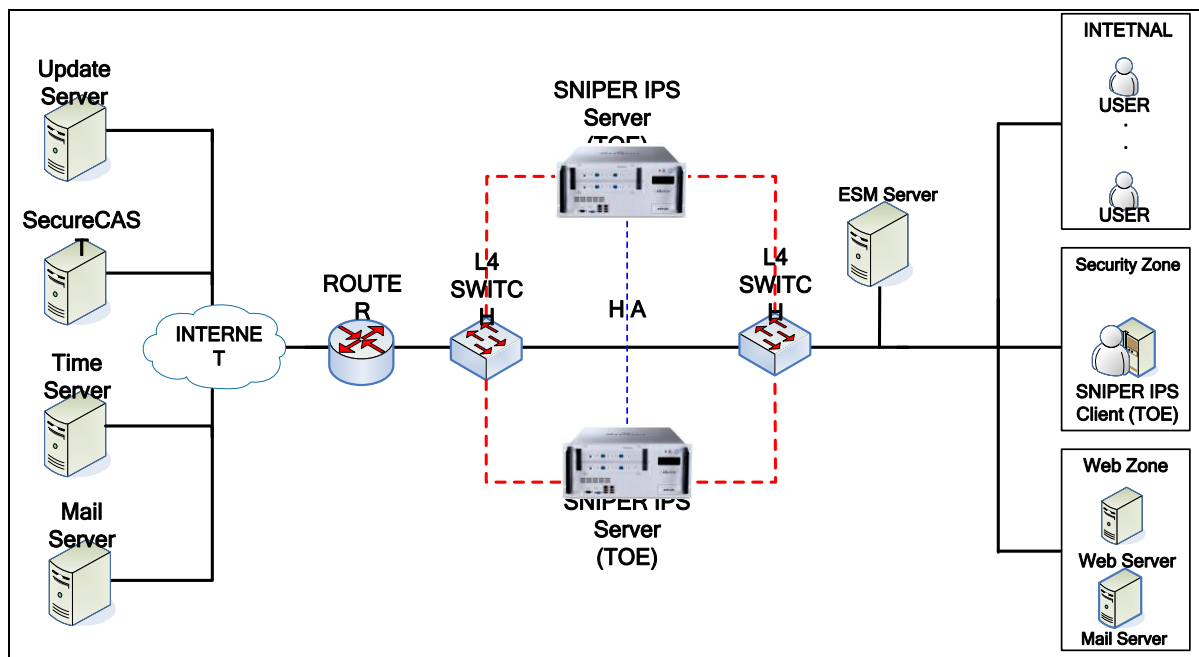 Update
Server
SecureCAS
T
Time
Server
Mail
Server
INTERNE
T
ROUTE
R
L4
SWITC
H
SNIPER IPS
Server
(TOE)
H A
SNIPER IPS
Server
(TOE)
L4
SWITC
H
ESM Server
INTETNAL
USER
.
.
USER
Security Zone
SNIPER IPS
Client (TOE)
Web Zone
Web Server
Mail Server